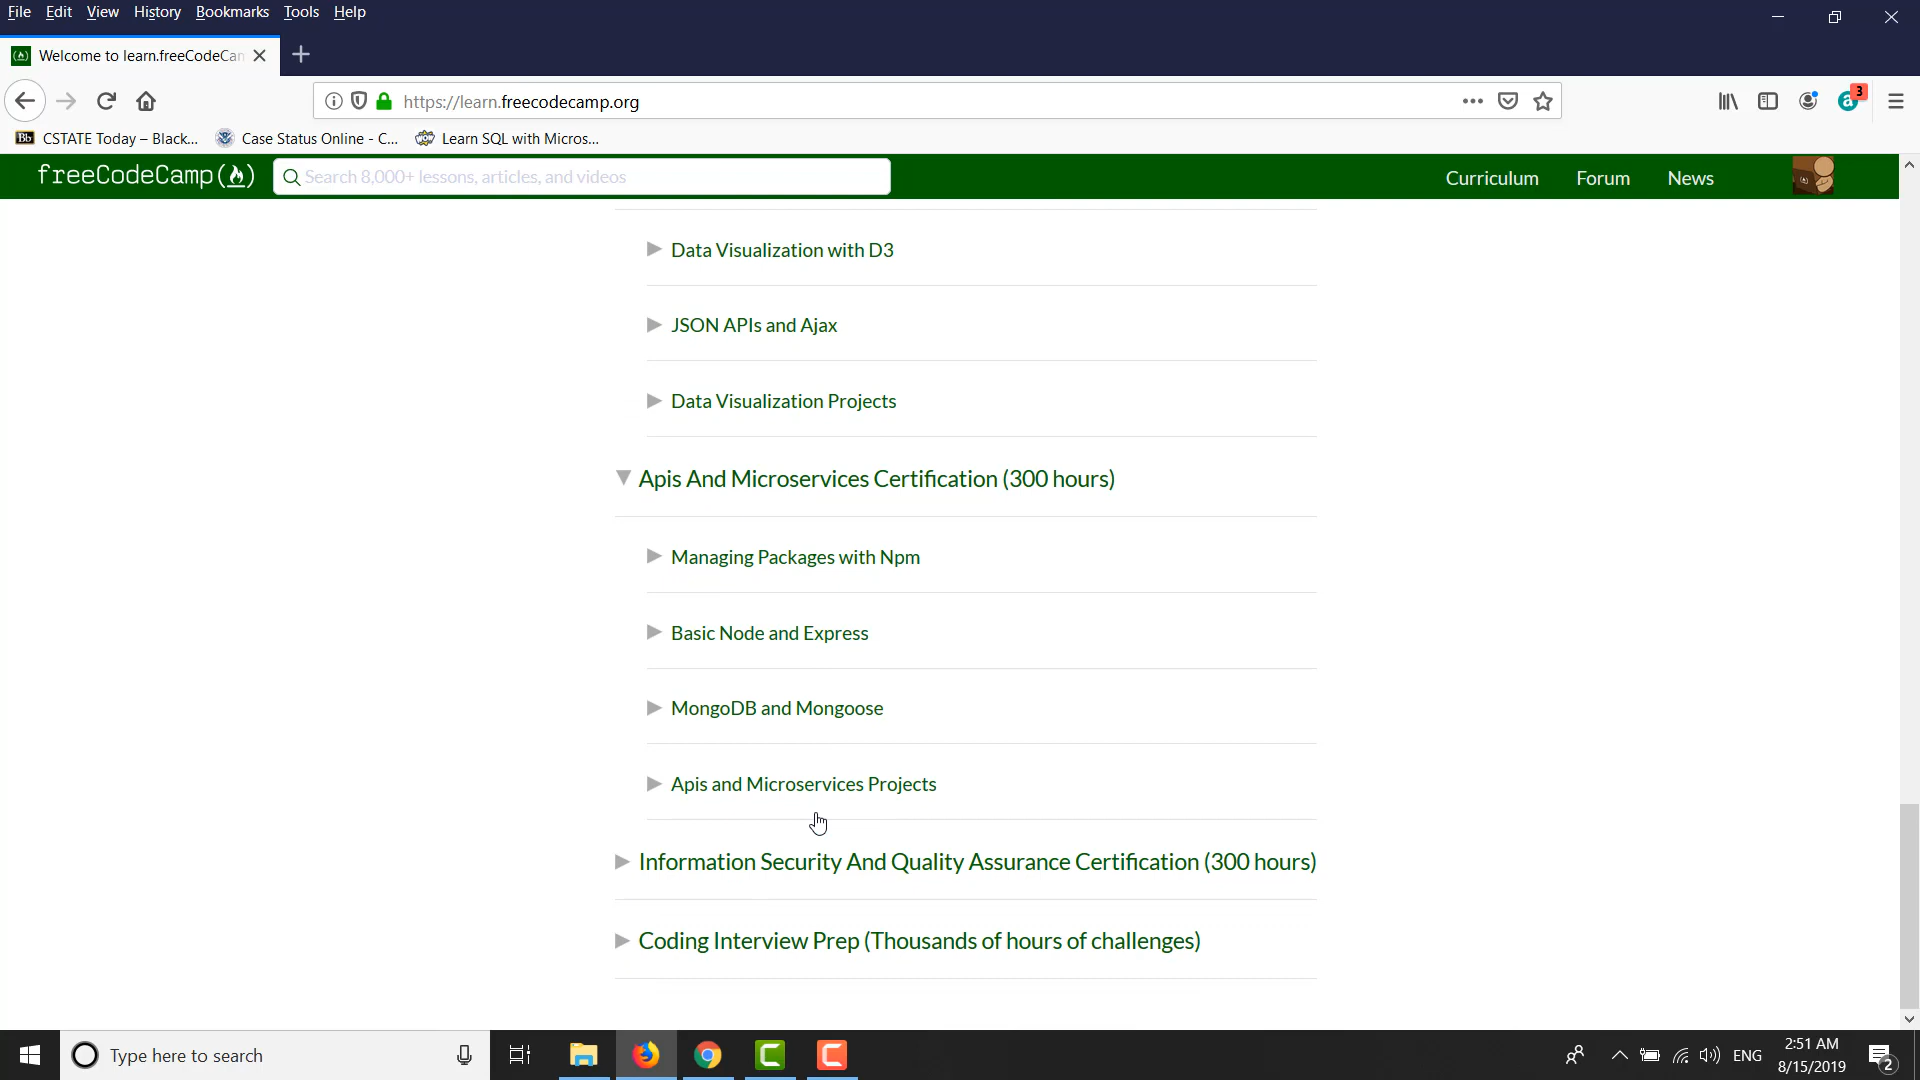 File Edit View History Bookmarks Tools Help
Welcome to learn.freeCodeCam
https://learn.freecodecamp.org
3
CSTATE Today – Black...
Case Status Online - C...
Learn SQL with Micros...
freeCodeCamp
Search 8,000+ lessons, articles, and videos
Curriculum Forum News
Data Visualization with D3
JSON APIs and Ajax
Data Visualization Projects
Apis And Microservices Certification (300 hours)
Managing Packages with Npm
Basic Node and Express
MongoDB and Mongoose
Apis and Microservices Projects
Information Security And Quality Assurance Certification (300 hours)
Coding Interview Prep (Thousands of hours of challenges)
Type here to search
ENG
2:51 AM
8/15/2019
2